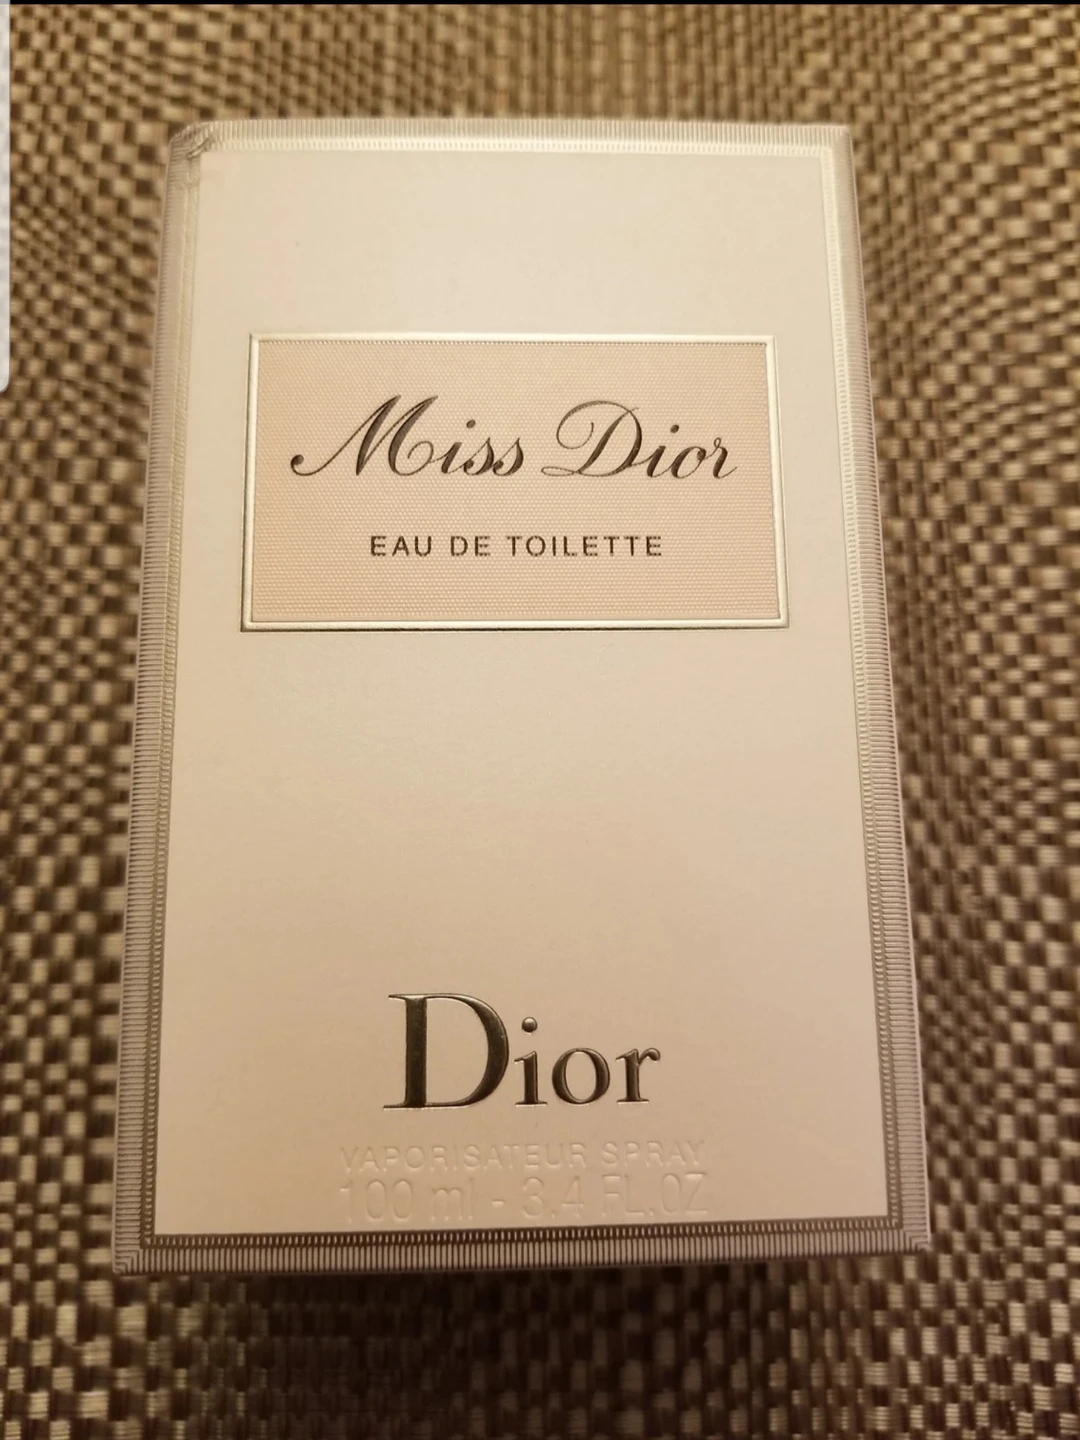 Miss Dior
EAU DE TOILETTE
Dior
VAPORISATEUR SPRAY
100 ml - 3.4 FL.OZ